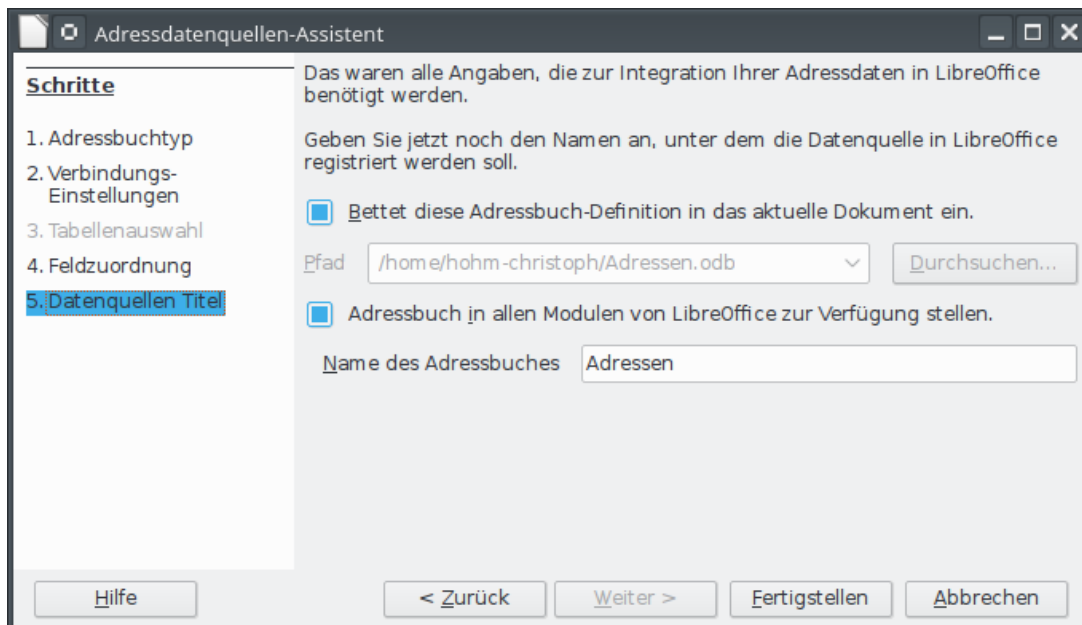 Adressdatenquellen-Assistent
Schritte
1. Adressbuchtyp
2. Verbindungs-
Einstellungen
3. Tabellenauswahl
4. Feldzuordnung
5. Datenquellen Titel
Das waren alle Angaben, die zur Integration Ihrer Adressdaten in LibreOffice
benötigt werden.
Geben Sie jetzt noch den Namen an, unter dem die Datenquelle in LibreOffice
registriert werden soll.
Bettet diese Adressbuch-Definition in das aktuelle Dokument ein.
Pfad /home/hohm-christoph/Adressen.odb Durchsuchen...
Adressbuch in allen Modulen von LibreOffice zur Verfügung stellen.
Name des Adressbuches Adressen
Hilfe < Zurück Weiter > Fertigstellen Abbrechen